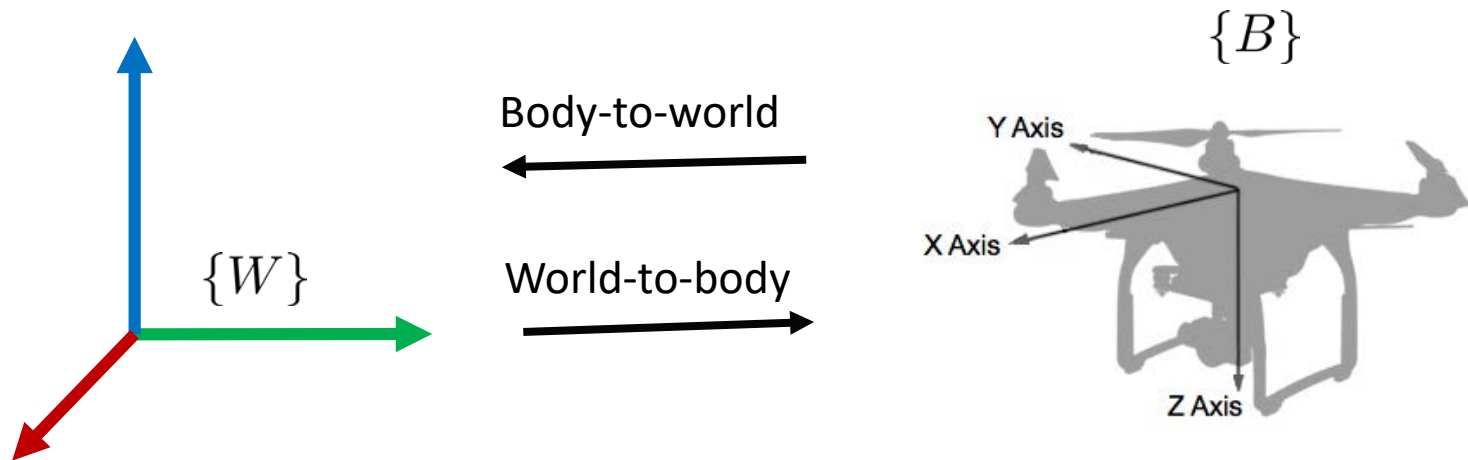 {B}
Body-to-world
Y Axis
X Axis
{W}
World-to-body
Z Axis